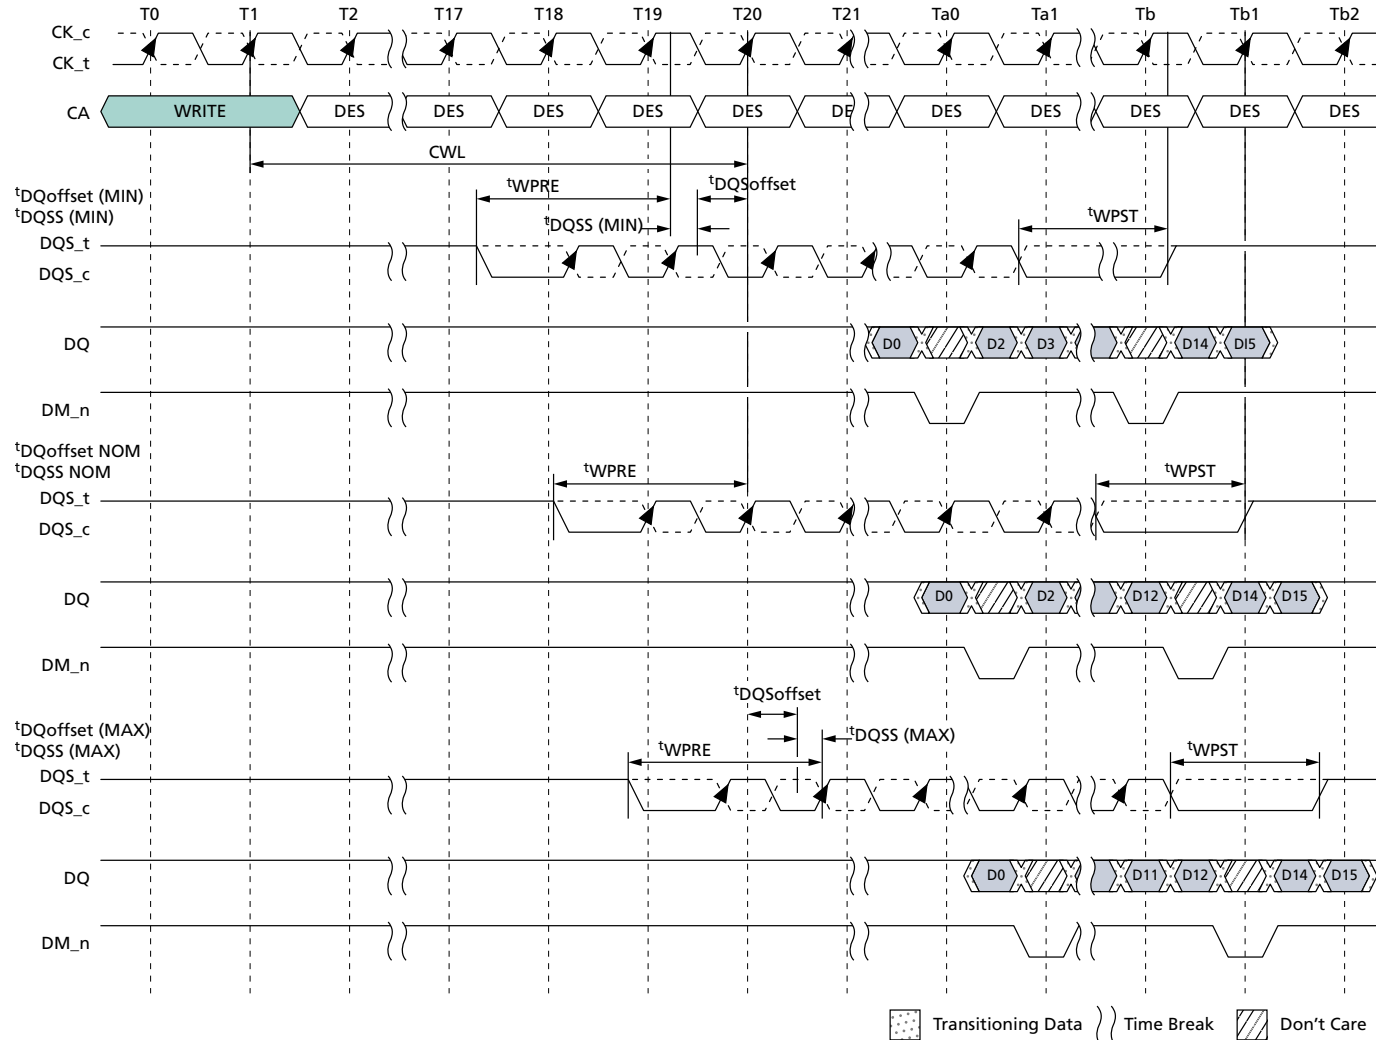 T0 T1 T2 T17 T18 T19 T20 T21 Ta0 Ta1 Tb Tb1 Tb2
CK_c
CK_t
CA WRITE DES DES DES DES DES DES DES DES DES DES DES
CWL
tDQoffset (MIN) tWPRE tDQSoffset
tDQSS (MIN) tDQSS (MIN) tWPST
DQS_t
DQS_c
DQ D0 D2 D3 D14 DI5
DM_n
tDQoffset NOM
tDQSS NOM tWPRE tWPST
DQS_t
DQS_c
DQ D0 D2 D12 D14 D15
DM_n
tDQSoffset
tDQoffset (MAX) tDQSS (MAX)
tDQSS (MAX) tWPRE tWPST
DQS_t
DQS_c
DQ D0 D11 D12 D14 D15
DM_n
Transitioning Data Time Break Don't Care